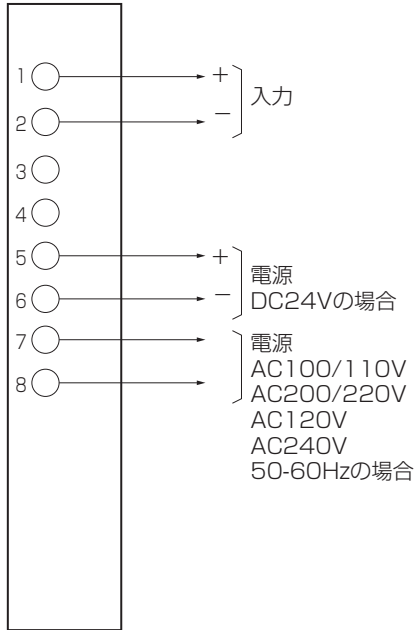 1 +
入力
2 −
3
4
5 +
電源
DC24Vの場合
6 −
7
電源
AC100/110V
8
AC200/220V
AC120V
AC240V
50-60Hzの場合